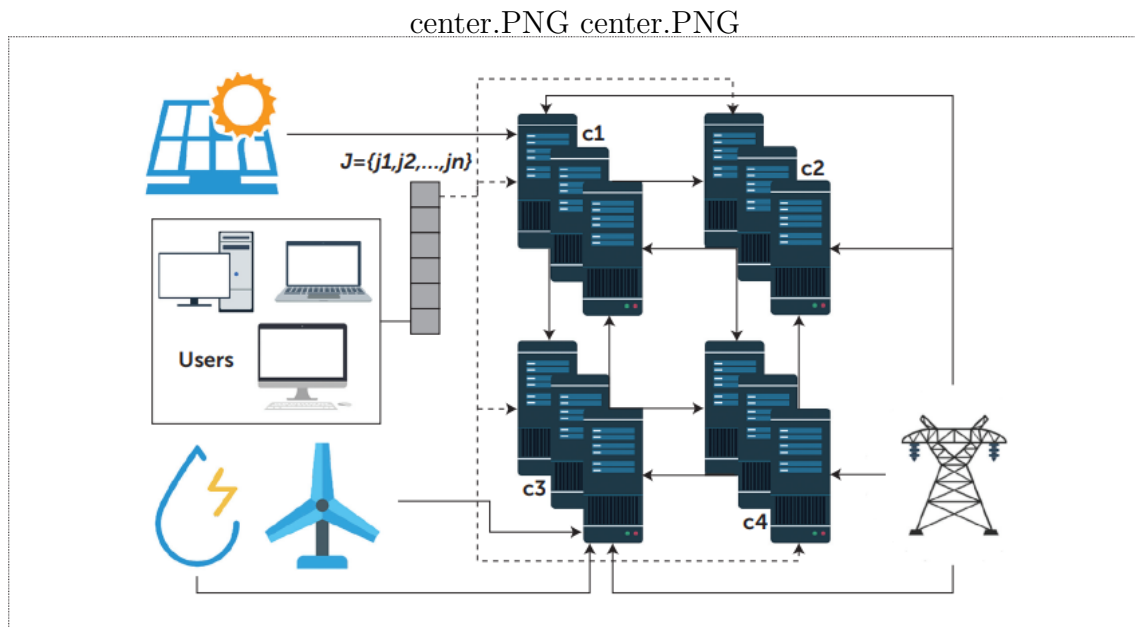 center.PNG center.PNG
c1
J={j1,j2,...,jn}
c2
Users
c3
c4